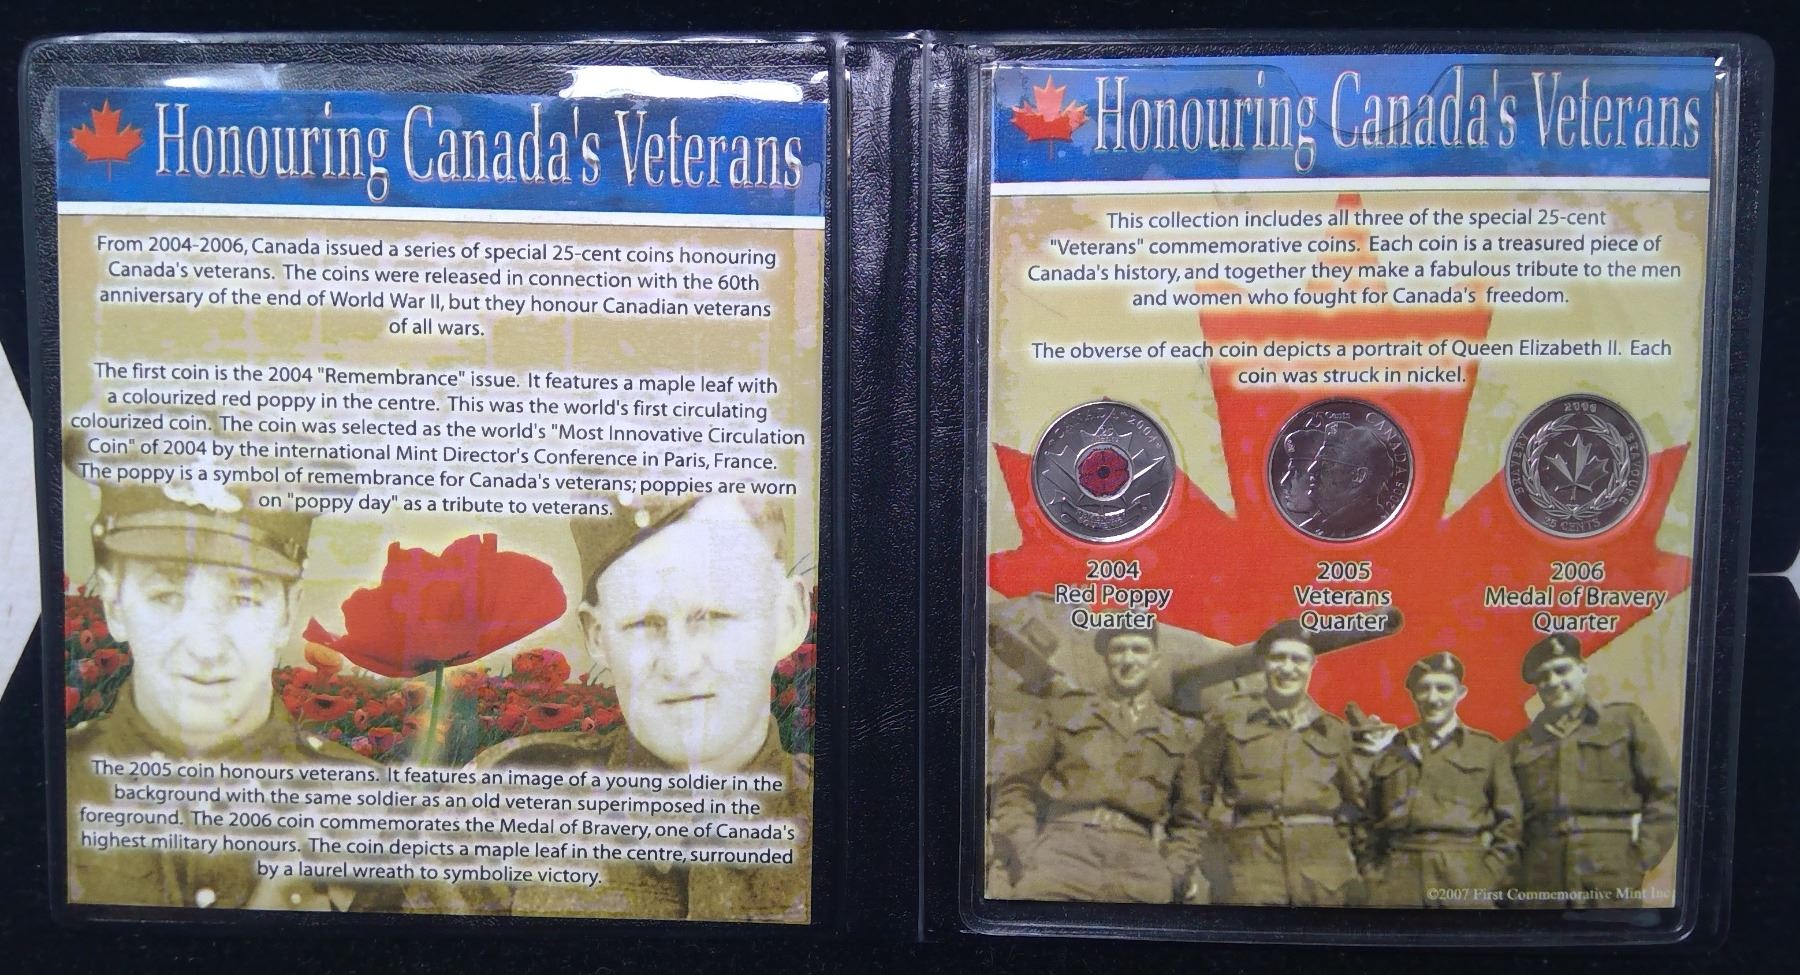 Honouring Canada's Veterans
From 2004-2006, Canada issued a series of special 25-cent coins honouring
Canada's veterans. The coins were released in connection with the 60th
anniversary of the end of World War II, but they honour Canadian veterans
of all wars.
The first coin is the 2004 "Remembrance" issue. It features a maple leaf with
a colourized red poppy in the centre. This was the world's first circulating
colourized coin. The coin was selected as the world's "Most Innovative Circulation
Coin" of 2004 by the international Mint Director's Conference in Paris, France.
The poppy is a symbol of remembrance for Canada's veterans; poppies are worn
on "poppy day" as a tribute to veterans.
The 2005 coin honours veterans. It features an image of a young soldier in the
background with the same soldier as an old veteran superimposed in the
foreground. The 2006 coin commemorates the Medal of Bravery, one of Canada's
highest military honours. The coin depicts a maple leaf in the centre, surrounded
by a laurel wreath to symbolize victory.
Honouring Canada's Veterans
This collection includes all three of the special 25-cent
"Veterans" commemorative coins. Each coin is a treasured piece of
Canada's history, and together they make a fabulous tribute to the men
and women who fought for Canada's freedom.
The obverse of each coin depicts a portrait of Queen Elizabeth II. Each
coin was struck in nickel.
CANADA 2004
25 Cents
CANADA
2005
2006
BRAVERY
BRAVOURE
25 CENTS
2004
Red Poppy
Quarter
2005
Veterans
Quarter
2006
Medal of Bravery
Quarter
©2007 First Commemorative Mint Inc